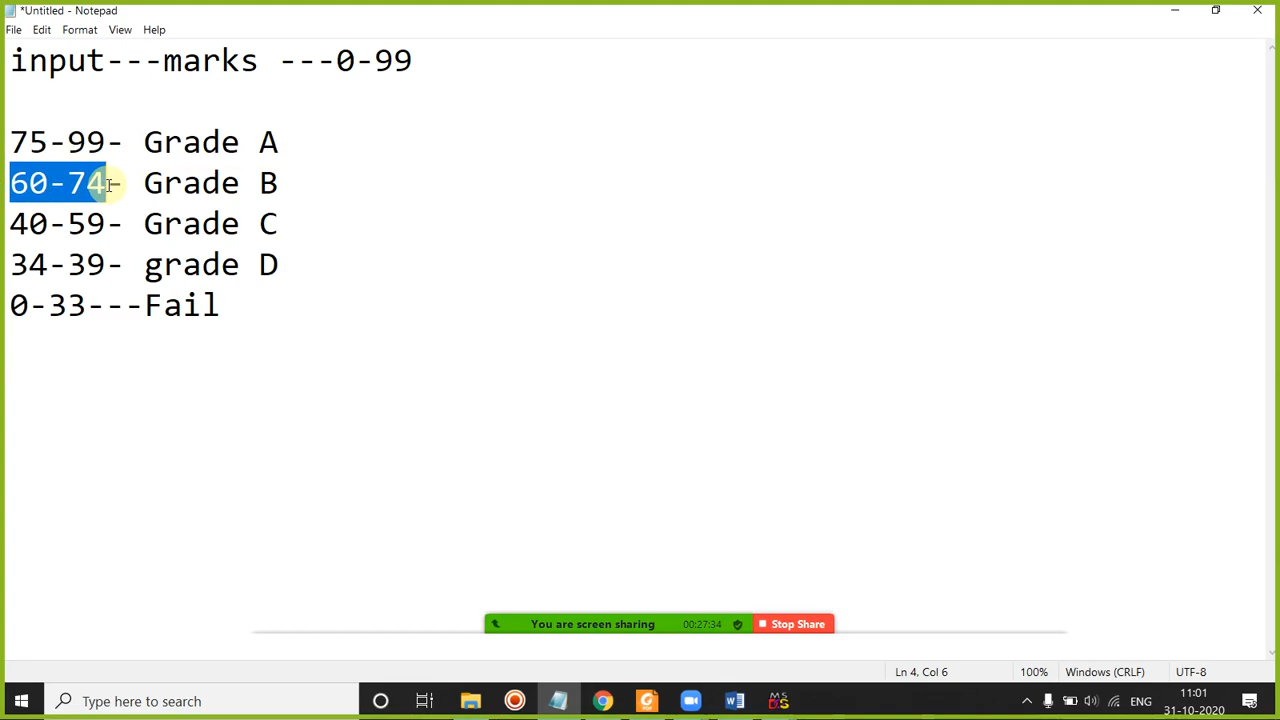 *Untitled - Notepad
File Edit Format View Help
input---marks ---0-99
75-99- Grade A
60-74- Grade B
40-59- Grade C
34-39- grade D
0-33---Fail
You are screen sharing 00:27:34 Stop Share
Ln 4, Col 6 100% Windows (CRLF) UTF-8
Type here to search
ENG
11:01
31-10-2020